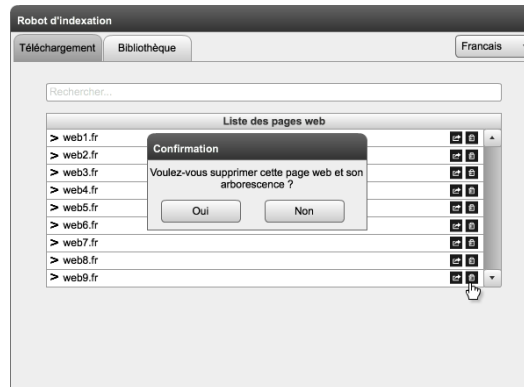 Robot d'indexation
Téléchargement
Bibliothèque
Francais
Rechercher...
Liste des pages web
> web1.fr
> web2.fr
> web3.fr
> web4.fr
> web5.fr
> web6.fr
> web7.fr
> web8.fr
> web9.fr
Confirmation
Voulez-vous supprimer cette page web et son
arborescence ?
Oui
Non